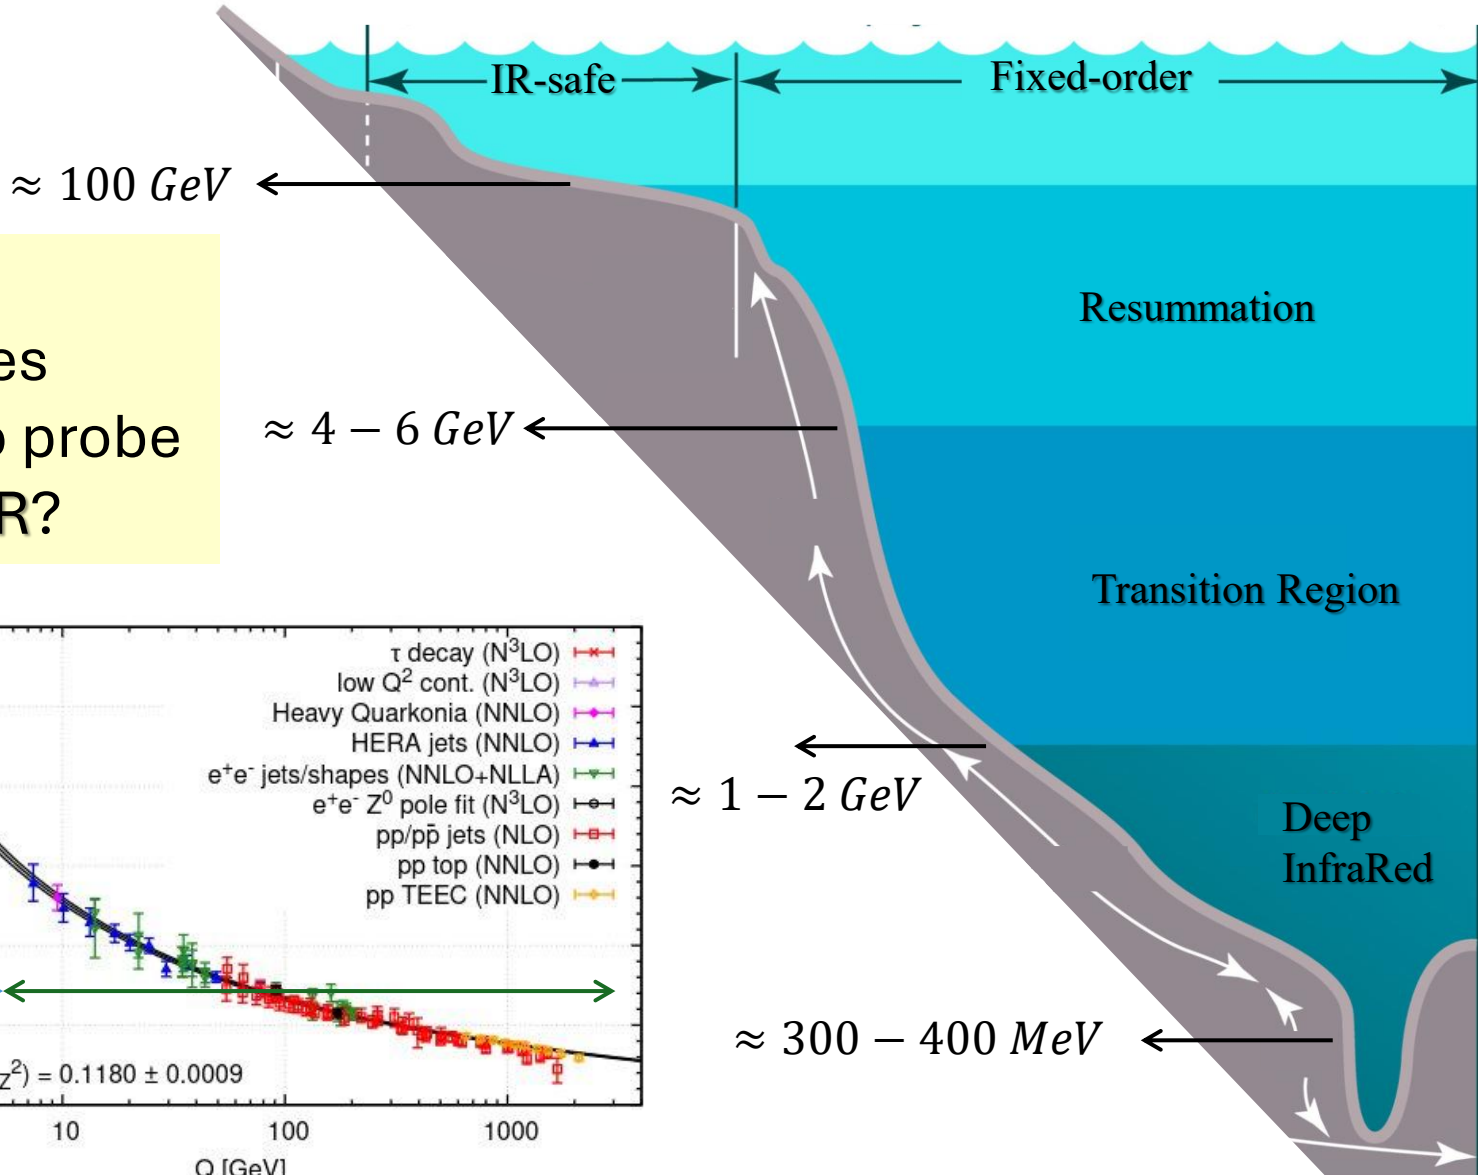 IR-safe
Fixed-order
≈ 100 GeV
Resummation
probe
R?
≈ 4 − 6 GeV
Transition Region
≈ 1 − 2 GeV
Deep
InfraRed
≈ 300 − 400 MeV
τ decay (N³LO)
low Q² cont. (N³LO)
Heavy Quarkonia (NNLO)
HERA jets (NNLO)
e⁺e⁻ jets/shapes (NNLO+NLLA)
e⁺e⁻ Z⁰ pole fit (N³LO)
pp/pp̄ jets (NLO)
pp top (NNLO)
pp TEEC (NNLO)
= 0.1180 ± 0.0009
10 100 1000
Q [GeV]